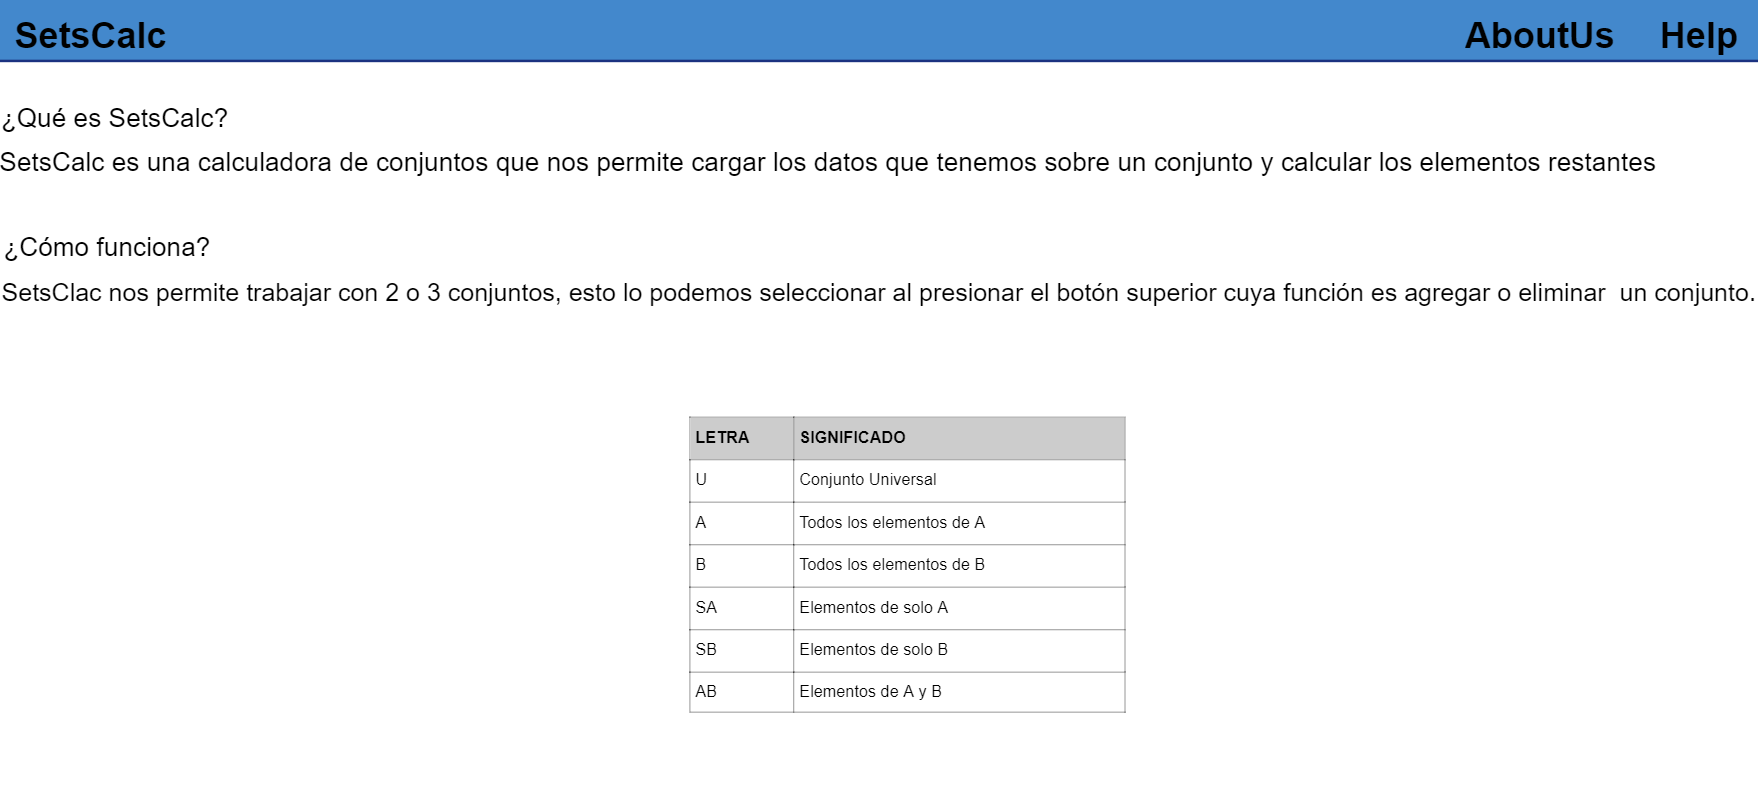 SetsCalc AboutUs Help
¿Qué es SetsCalc?
SetsCalc es una calculadora de conjuntos que nos permite cargar los datos que tenemos sobre un conjunto y calcular los elementos restantes
¿Cómo funciona?
SetsClac nos permite trabajar con 2 o 3 conjuntos, esto lo podemos seleccionar al presionar el botón superior cuya función es agregar o eliminar  un conjunto.
LETRA SIGNIFICADO
U Conjunto Universal
A Todos los elementos de A
B Todos los elementos de B
SA Elementos de solo A
SB Elementos de solo B
AB Elementos de A y B